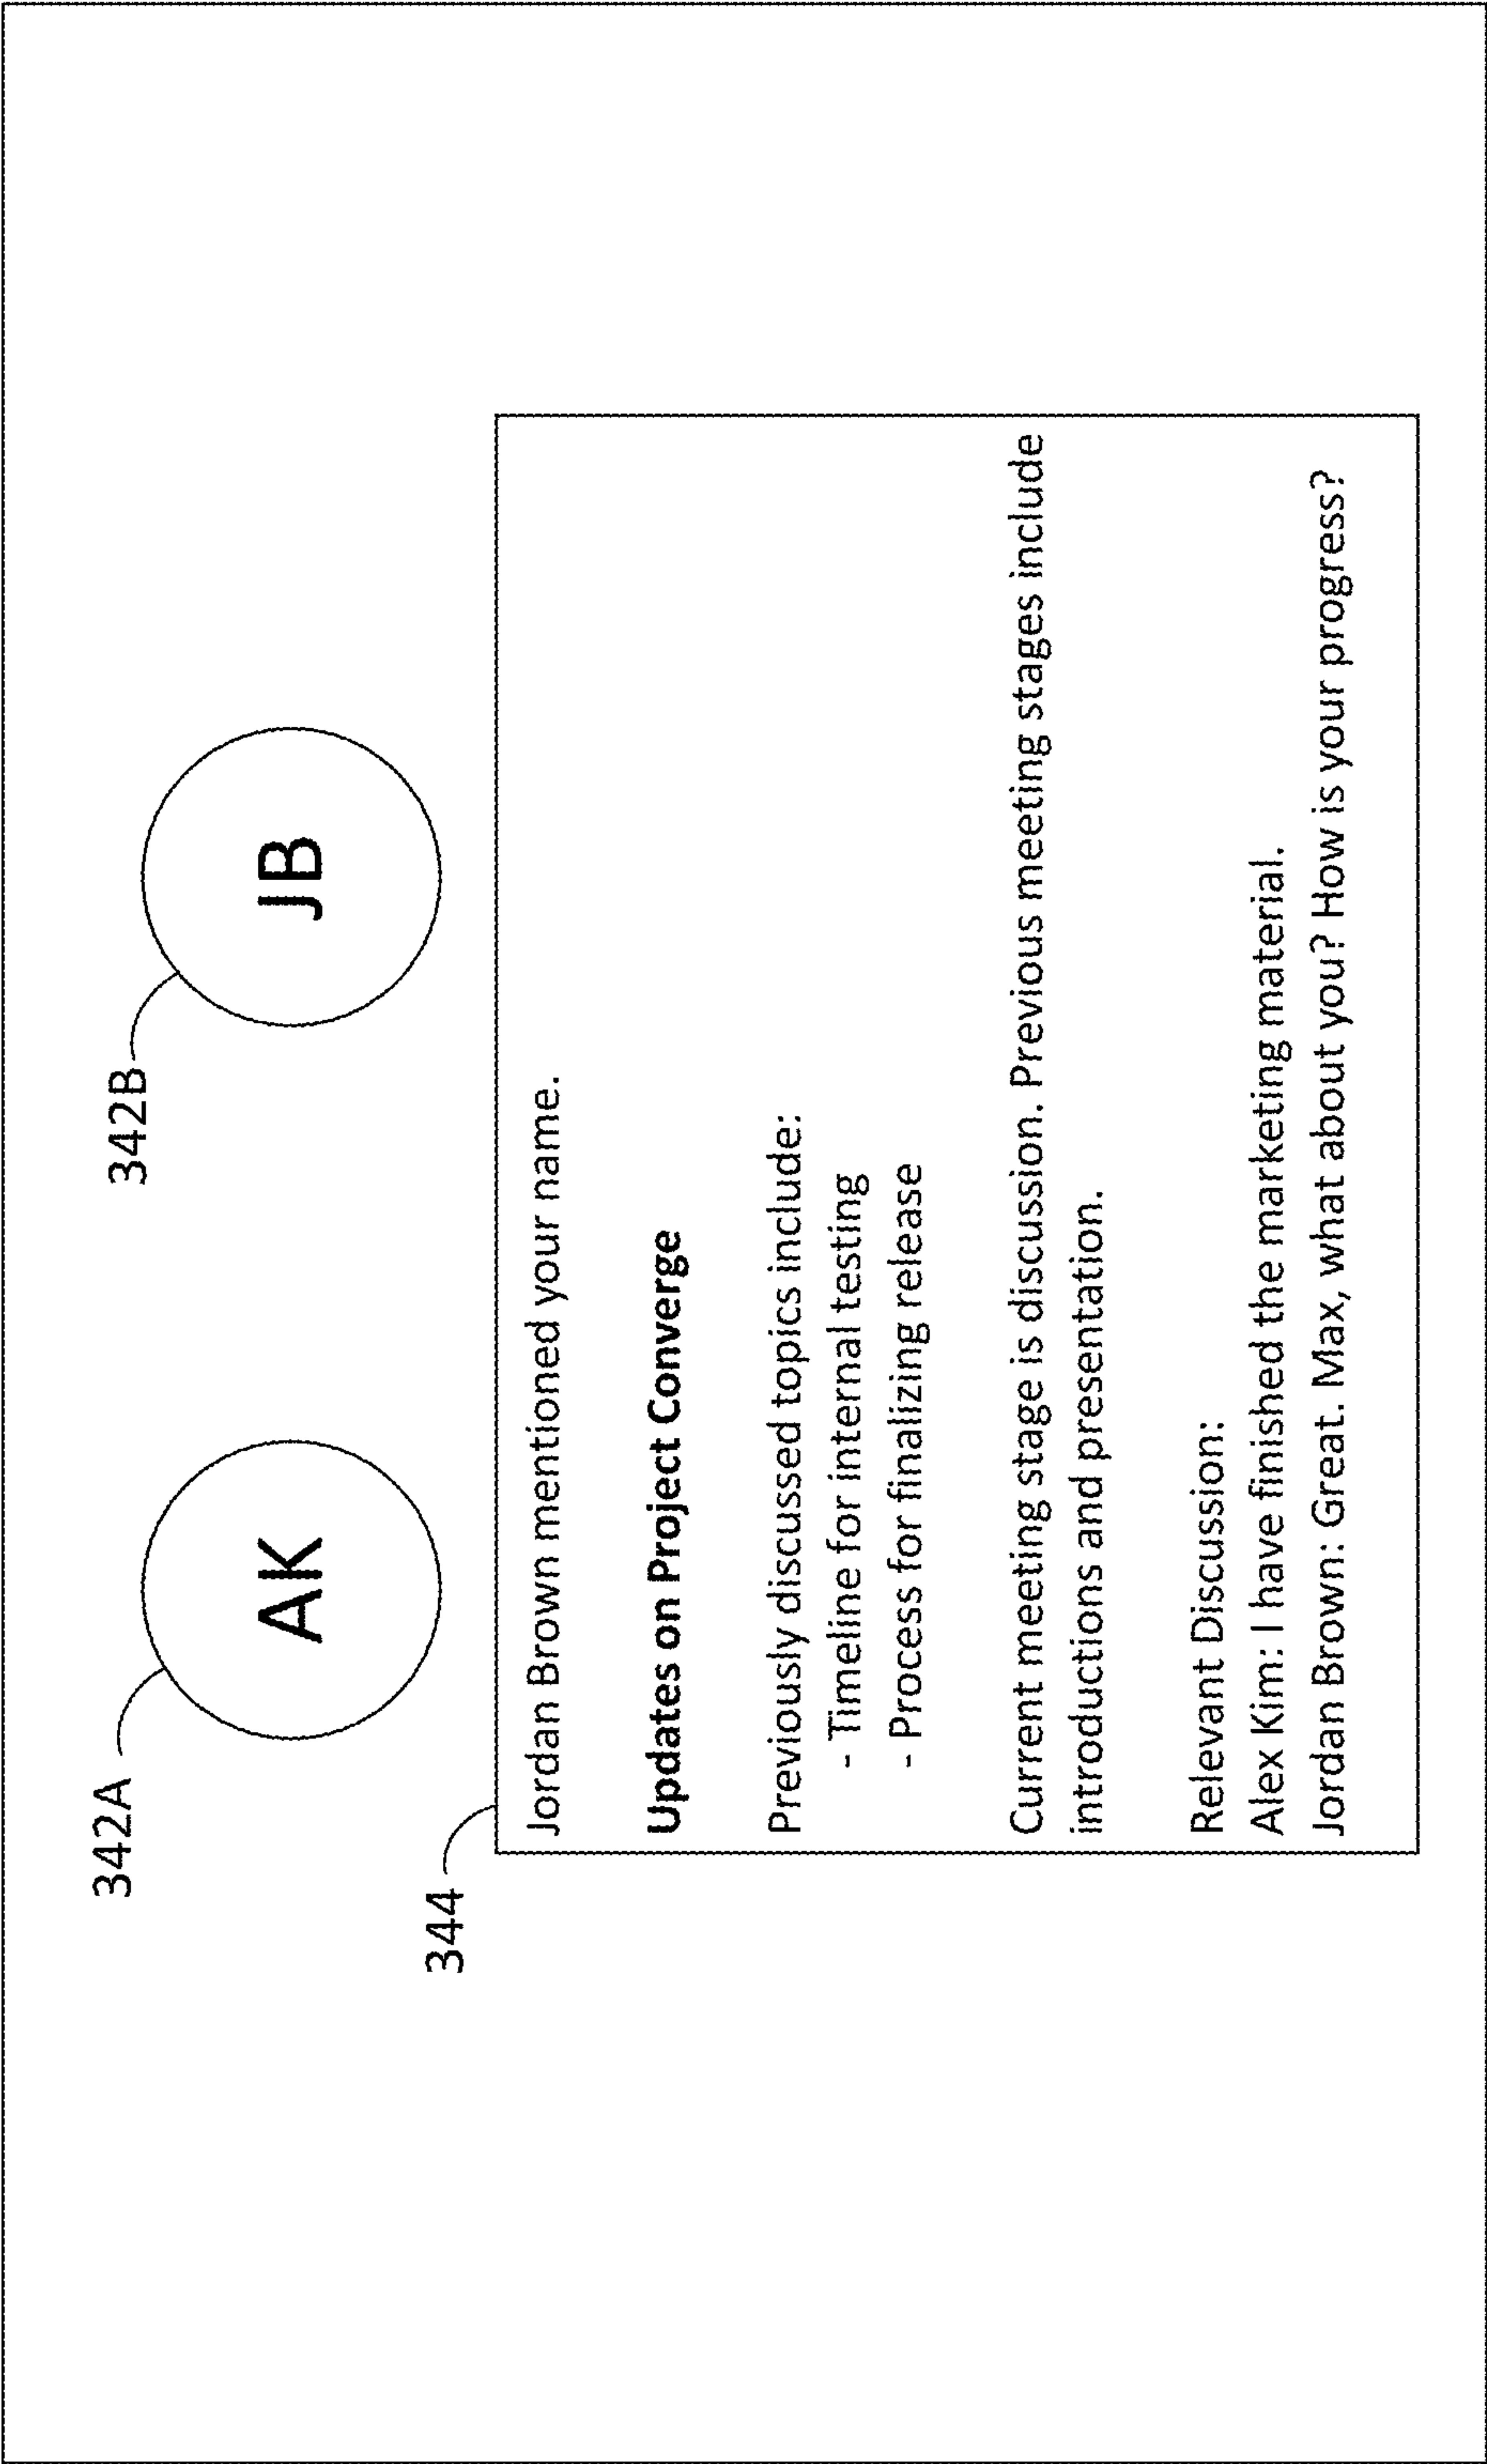 342A
AK
342B
JB
344
Jordan Brown mentioned your name.
Updates on Project Converge
Previously discussed topics include:
- Timeline for internal testing
- Process for finalizing release
Current meeting stage is discussion. Previous meeting stages include
introductions and presentation.
Relevant Discussion:
Alex Kim: I have finished the marketing material.
Jordan Brown: Great. Max, what about you? How is your progress?